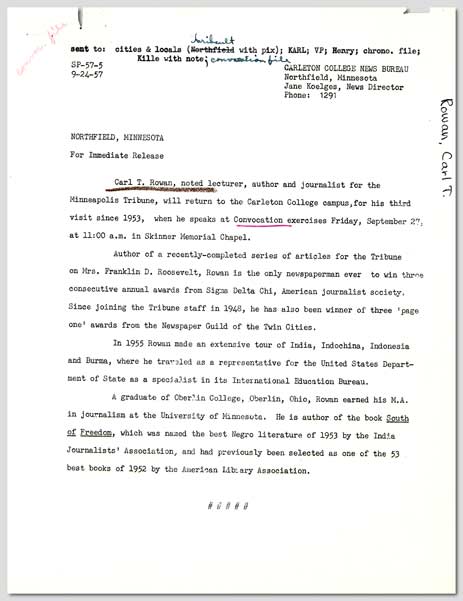 common file
faribault
sent to: cities & locals (Northfield with pix); KARL; VP; Henry; chrono. file;
Kille with note; convocation file
SP-57-5
9-24-57
CARLETON COLLEGE NEWS BUREAU
Northfield, Minnesota
Jane Koelges, News Director
Phone: 1291
Rowan, Carl T.
NORTHFIELD, MINNESOTA
For Immediate Release
Carl T. Rowan, noted lecturer, author and journalist for the
Minneapolis Tribune, will return to the Carleton College campus,for his third
visit since 1953, when he speaks at Convocation exercises Friday, September 27,
at 11:00 a.m. in Skinner Memorial Chapel.
Author of a recently-completed series of articles for the Tribune
on Mrs. Franklin D. Roosevelt, Rowan is the only newspaperman ever to win three
consecutive annual awards from Sigma Delta Chi, American journalist society.
Since joining the Tribune staff in 1948, he has also been winner of three 'page
one' awards from the Newspaper Guild of the Twin Cities.
In 1955 Rowan made an extensive tour of India, Indochina, Indonesia
and Burma, where he traveled as a representative for the United States Depart-
ment of State as a specialist in its International Education Bureau.
A graduate of Oberlin College, Oberlin, Ohio, Rowan earned his M.A.
in journalism at the University of Minnesota. He is author of the book South
of Freedom, which was named the best Negro literature of 1953 by the India
Journalists' Association, and had previously been selected as one of the 53
best books of 1952 by the American Library Association.
# # # # #